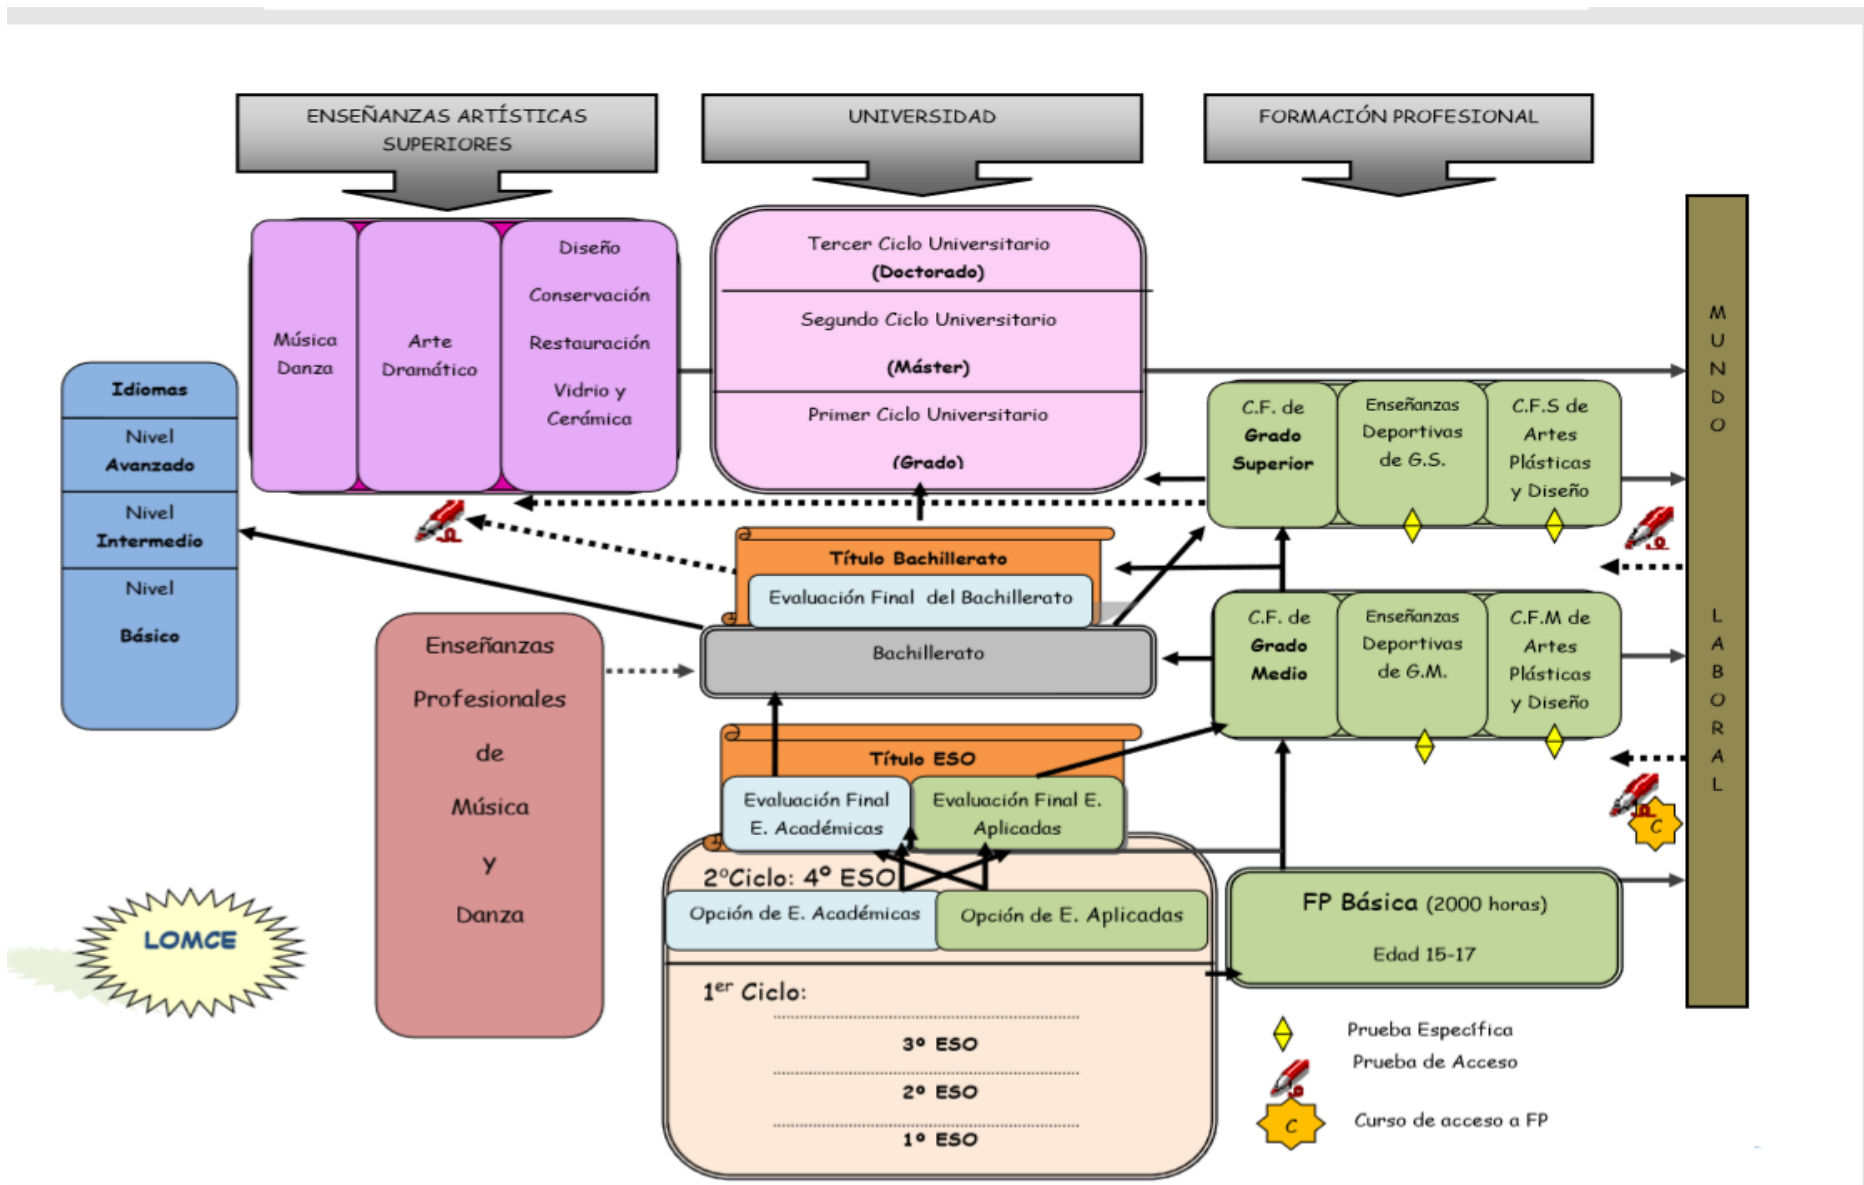 ENSEÑANZAS ARTÍSTICAS
SUPERIORES
UNIVERSIDAD
FORMACIÓN PROFESIONAL
Música
Danza
Arte
Dramático
Diseño
Conservación
Restauración
Vidrio y
Cerámica
Tercer Ciclo Universitario
(Doctorado)
Segundo Ciclo Universitario
(Máster)
Primer Ciclo Universitario
(Grado)
C.F. de
Grado
Superior
Enseñanzas
Deportivas
de G.S.
C.F.S de
Artes
Plásticas
y Diseño
MUNDO
LABORAL
Idiomas
Nivel
Avanzado
Nivel
Intermedio
Nivel
Básico
Título Bachillerato
Evaluación Final del Bachillerato
Bachillerato
C.F. de
Grado
Medio
Enseñanzas
Deportivas
de G.M.
C.F.M de
Artes
Plásticas
y Diseño
Enseñanzas
Profesionales
de
Música
y
Danza
Título ESO
Evaluación Final
E. Académicas
Evaluación Final E.
Aplicadas
C
2ºCiclo: 4º ESO
Opción de E. Académicas
Opción de E. Aplicadas
FP Básica (2000 horas)
Edad 15-17
LOMCE
1er Ciclo:
3º ESO
2º ESO
1º ESO
Prueba Específica
Prueba de Acceso
C
Curso de acceso a FP